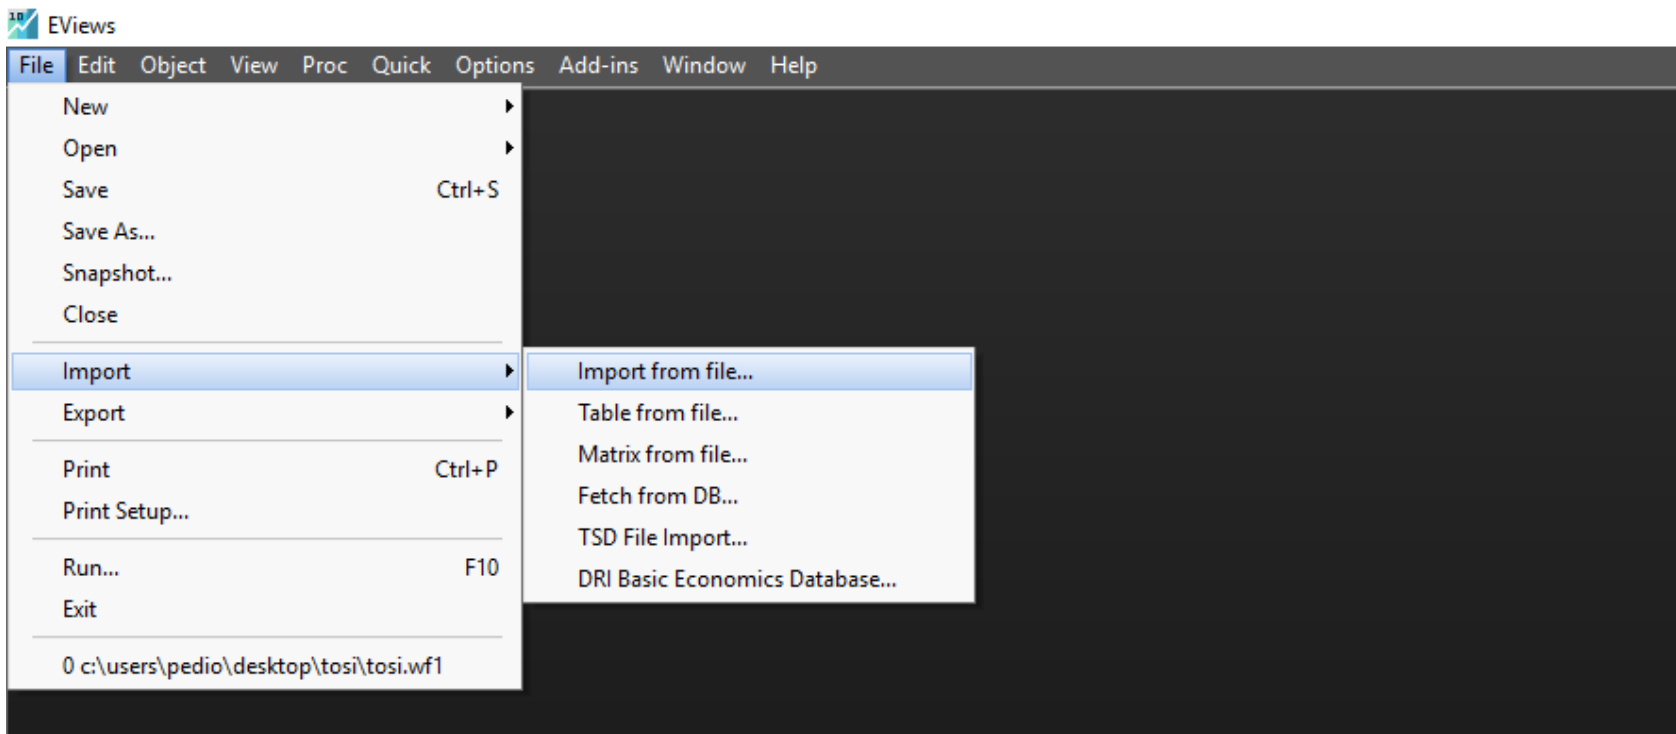 10 EViews
File Edit Object View Proc Quick Options Add-ins Window Help
New
Open
Save Ctrl+S
Save As...
Snapshot...
Close
Import
Export
Print Ctrl+P
Print Setup...
Run... F10
Exit
0 c:\users\pedio\desktop\tosi\tosi.wf1
Import from file...
Table from file...
Matrix from file...
Fetch from DB...
TSD File Import...
DRI Basic Economics Database...